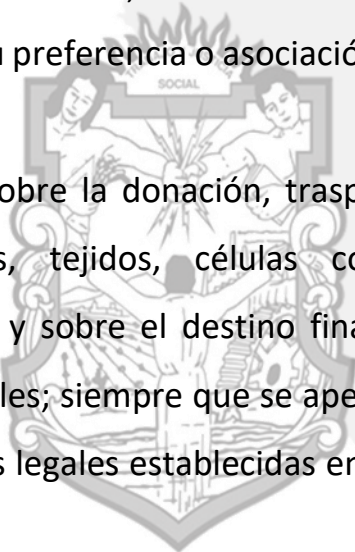 preferencia o asociació
SOCIAL
obre la donación, trasp
s, tejidos, células co
y sobre el destino fina
les; siempre que se ape
s legales establecidas en